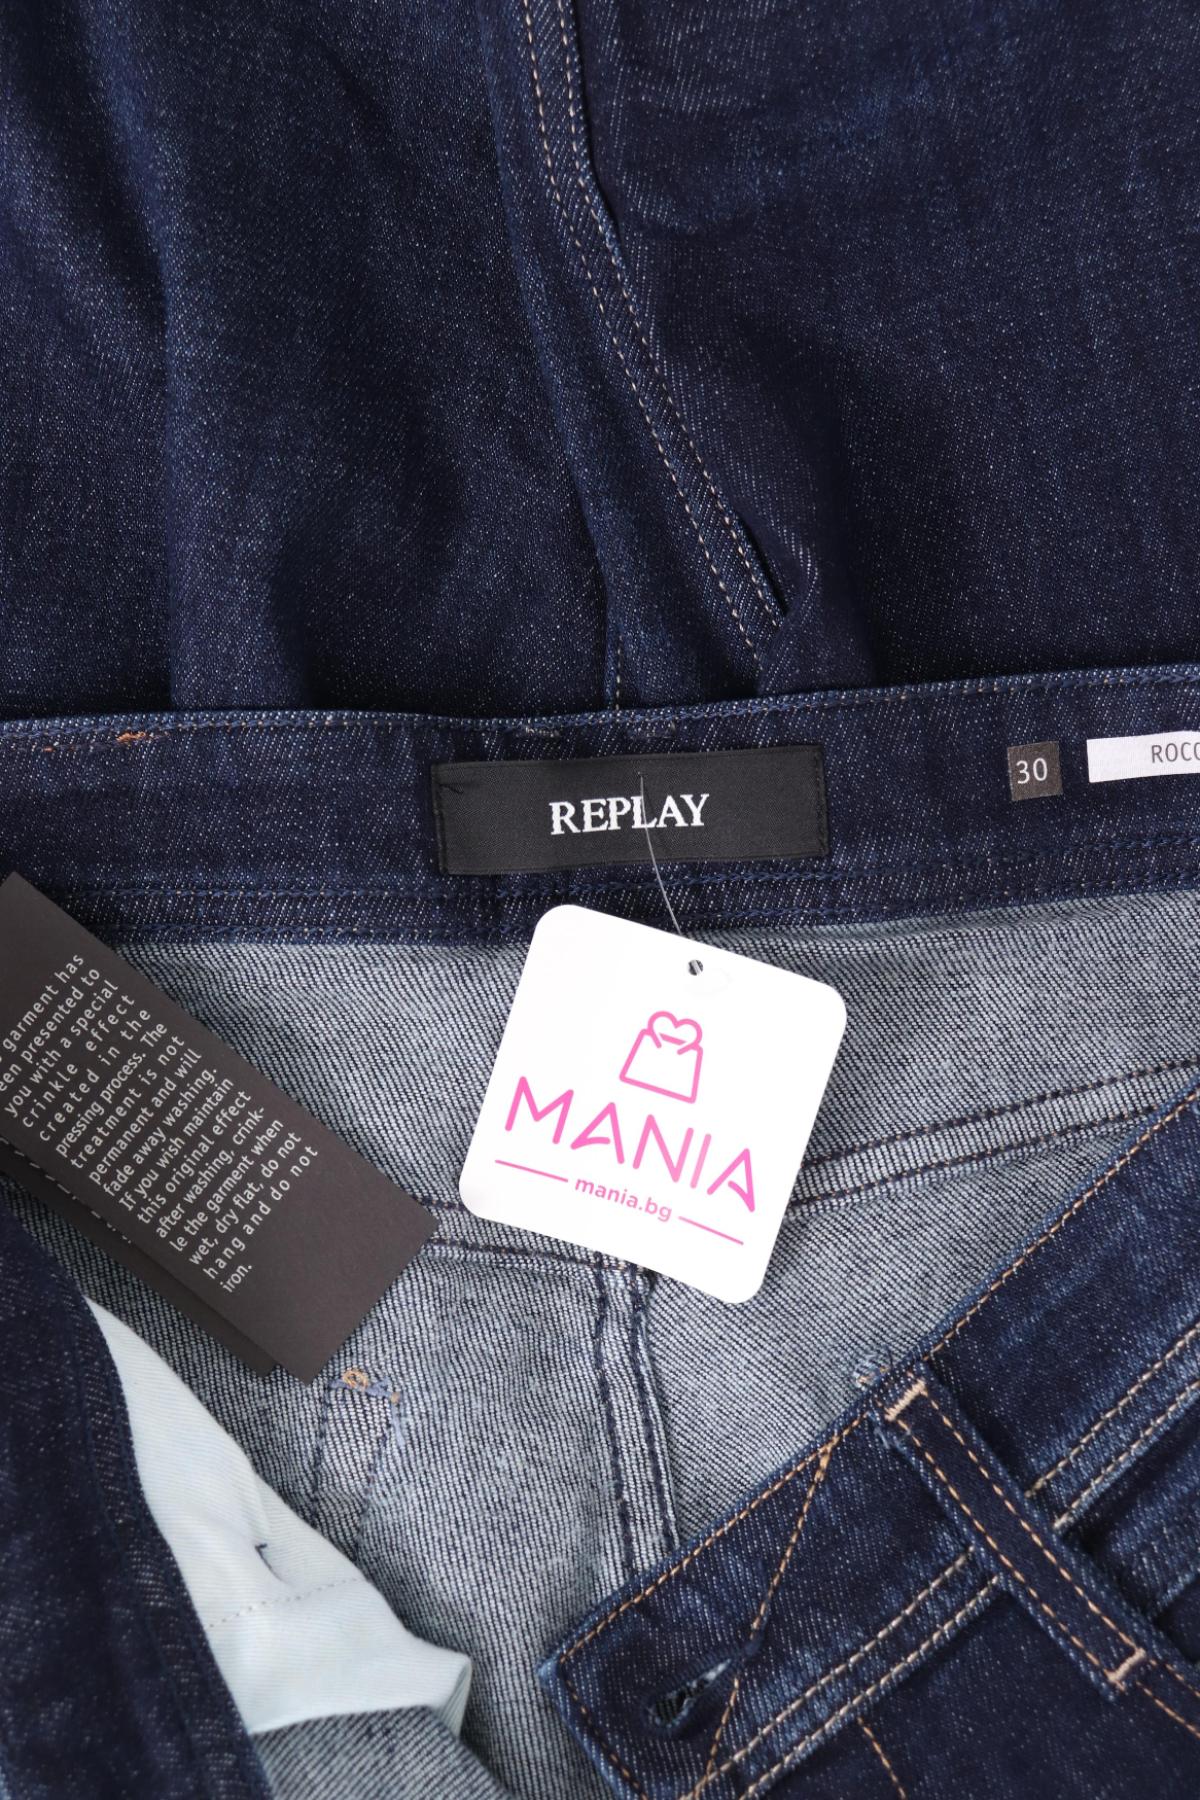 REPLAY
30
garment has
presented to
you with a special
crinkle effect
created in the
pressing process. The
treatment is not
permanent and will
fade away washing.
If you wish maintain
this original effect
after washing, crink-
le the garment when
wet, dry flat, do not
hang and do not
iron.
MANIA
mania.bg